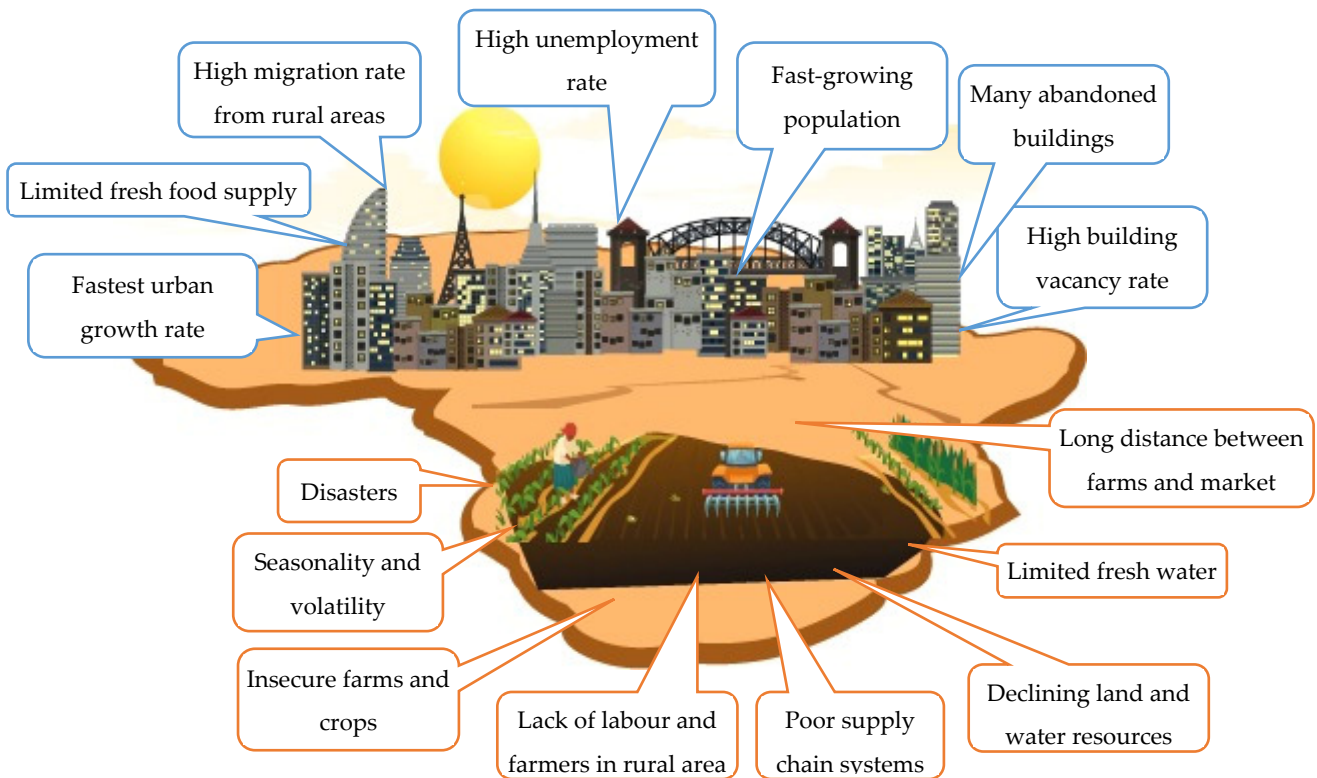 High migration rate
from rural areas
High unemployment
rate
Fast-growing
population
Many abandoned
buildings
Limited fresh food supply
High building
vacancy rate
Fastest urban
growth rate
Long distance between
farms and market
Disasters
Seasonality and
volatility
Limited fresh water
Insecure farms and
crops
Lack of labour and
farmers in rural area
Poor supply
chain systems
Declining land and
water resources